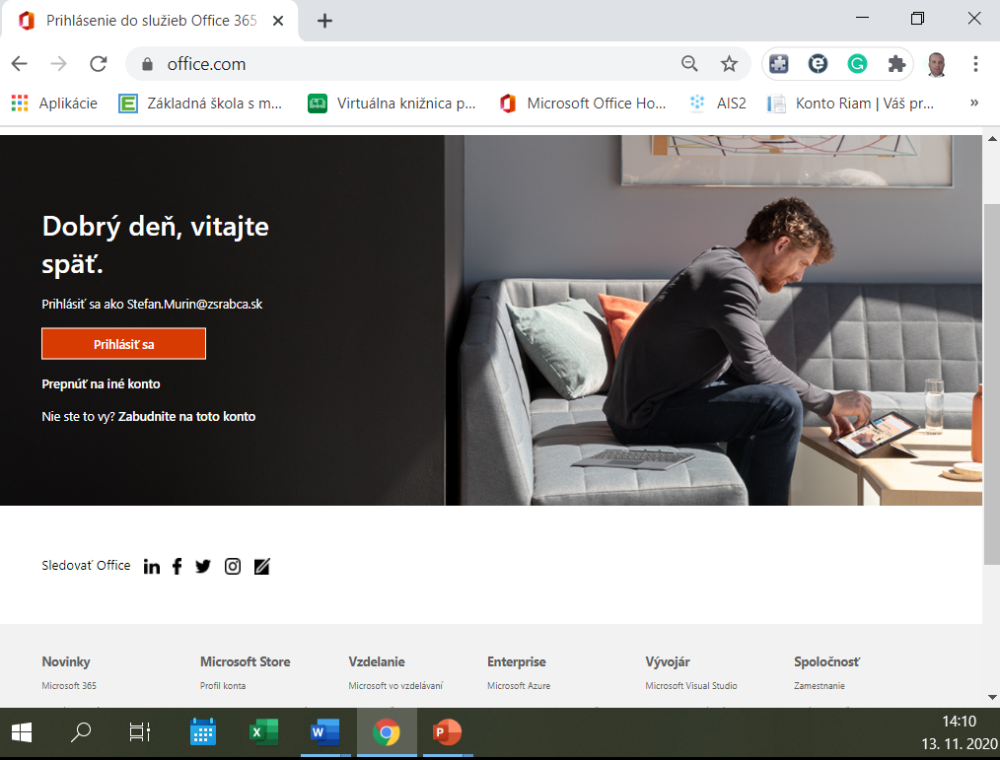 Prihlásenie do služieb Office 365
office.com
Aplikácie
Základná škola s m...
Virtuálna knižnica p...
Microsoft Office Ho...
AIS2
Konto Riam | Váš pr...
»
Dobrý deň, vitajte
späť.
Prihlásiť sa ako Stefan.Murin@zsrabca.sk
Prihlásiť sa
Prepnúť na iné konto
Nie ste to vy? Zabudnite na toto konto
Sledovať Office
Novinky Microsoft Store Vzdelanie Enterprise Vývojár Spoločnosť
Microsoft 365 Profil konta Microsoft vo vzdelávaní Microsoft Azure Microsoft Visual Studio Zamestnanie
14:10
13. 11. 2020